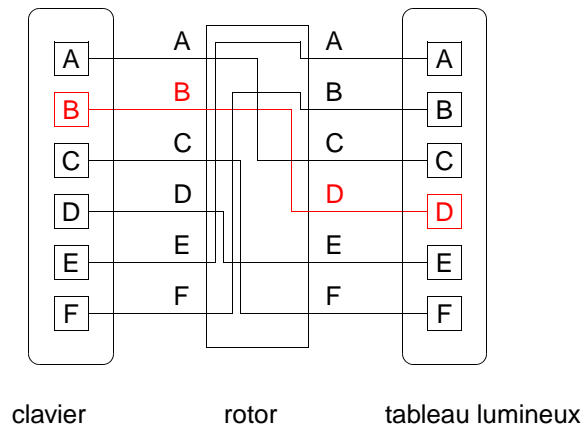 A A A A
B B B B
C C C C
D D D D
E E E E
F F F F
clavier rotor tableau lumineux